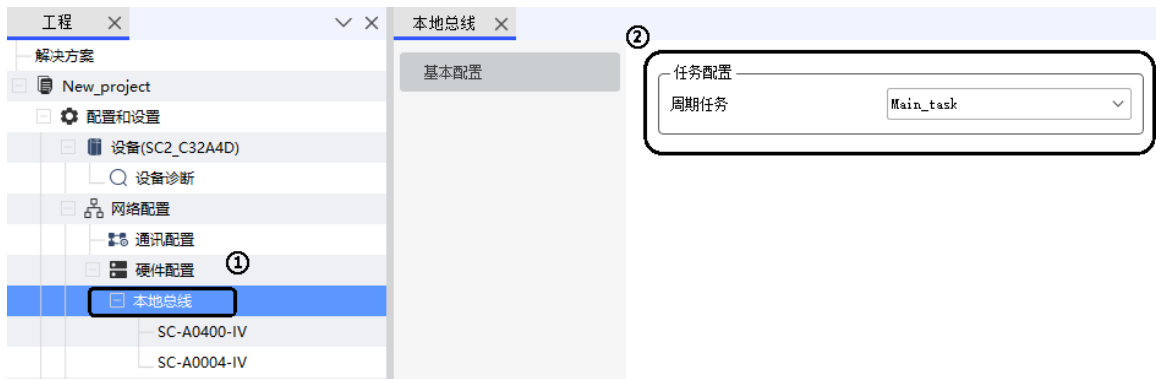 工程
解决方案
New_project
配置和设置
设备(SC2_C32A4D)
设备诊断
网络配置
通讯配置
硬件配置
①
本地总线
SC-A0400-IV
SC-A0004-IV
本地总线
基本配置
②
任务配置
周期任务 Main_task